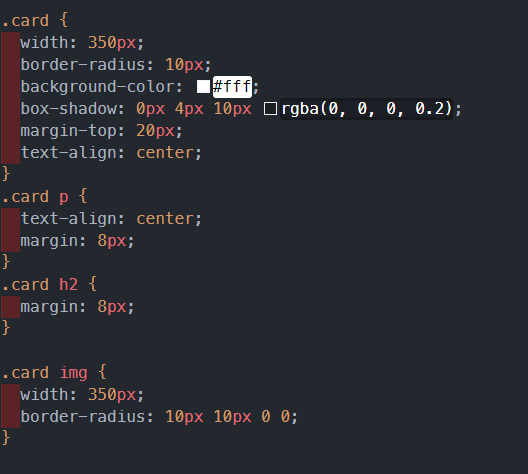 .card {
  width: 350px;
  border-radius: 10px;
  background-color: #fff;
  box-shadow: 0px 4px 10px rgba(0, 0, 0, 0.2);
  margin-top: 20px;
  text-align: center;
}
.card p {
  text-align: center;
  margin: 8px;
}
.card h2 {
  margin: 8px;
}

.card img {
  width: 350px;
  border-radius: 10px 10px 0 0;
}